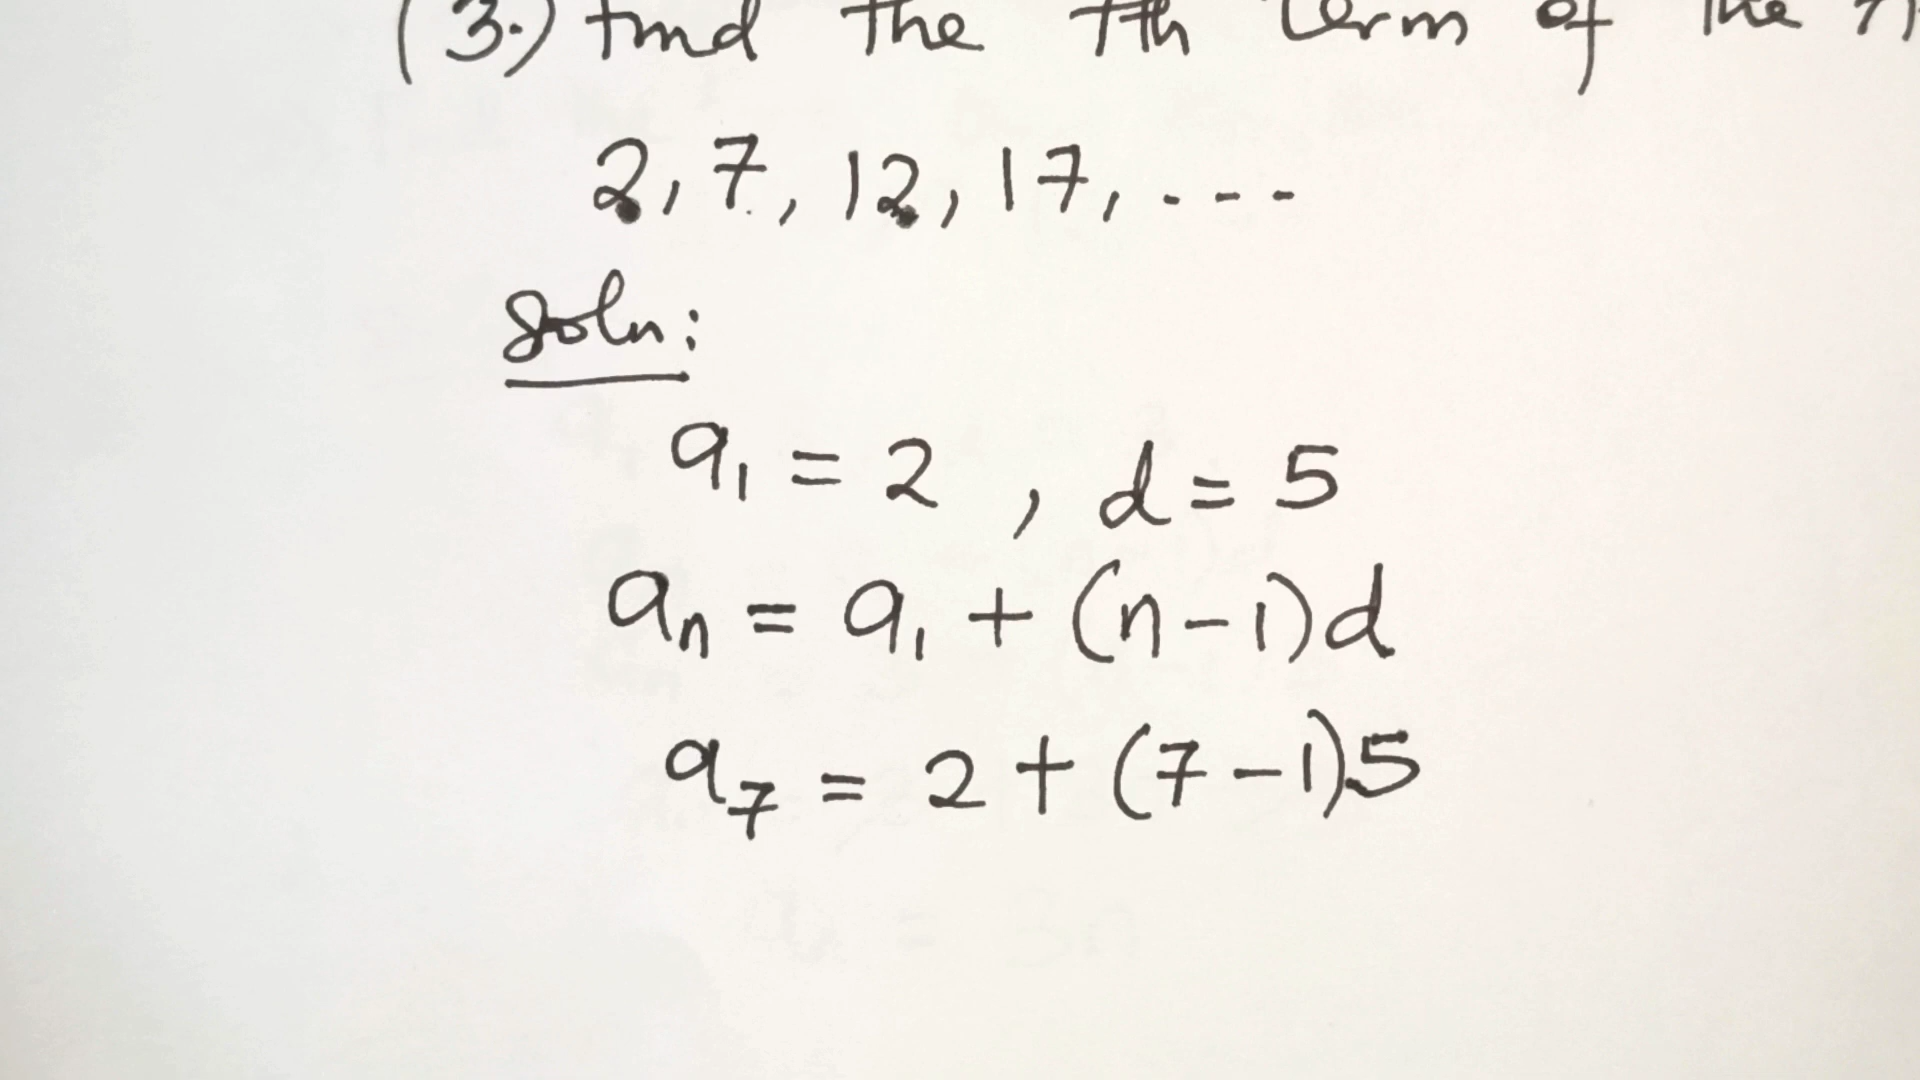 (3.) Find the 7th term of the
2, 7, 12, 17, ---
Soln:
a₁ = 2 , d = 5
aₙ = a₁ + (n-1)d
a₇ = 2 + (7-1)5